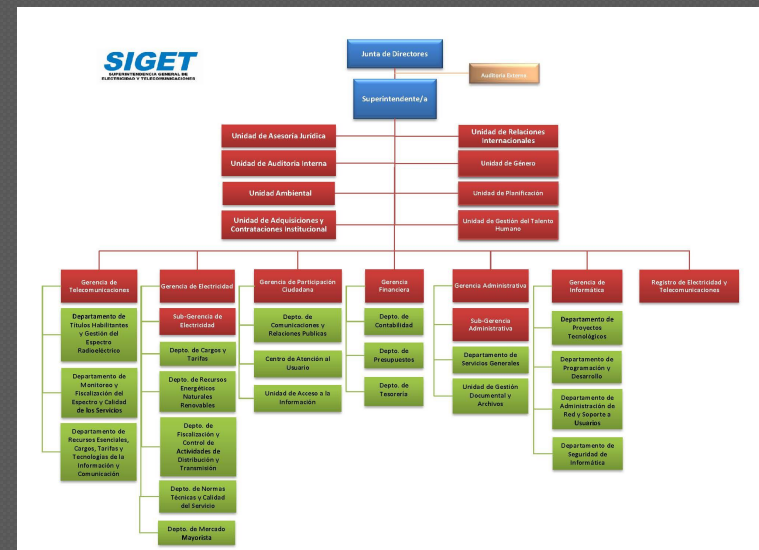 SIGET
SUPERINTENDENCIA GENERAL DE
ELECTRICIDAD Y TELECOMUNICACIONES
Junta de Directores
Auditoría Externa
Superintendente/a
Unidad de Asesoría Jurídica
Unidad de Relaciones
Internacionales
Unidad de Auditoría Interna
Unidad de Género
Unidad Ambiental
Unidad de Planificación
Unidad de Adquisiciones y
Contrataciones Institucional
Unidad de Gestión del Talento
Humano
Gerencia de
Telecomunicaciones
Departamento de
Títulos Habilitantes
y Gestión del
Espectro
Radioeléctrico
Departamento de
Monitoreo y
Fiscalización del
Espectro y Calidad
de los Servicios
Departamento de
Recursos Esenciales,
Cargos, Tarifas y
Tecnologías de la
Información y
Comunicación
Gerencia de Electricidad
Sub-Gerencia de
Electricidad
Depto. de Cargos y
Tarifos
Depto. de Recursos
Energéticos
Naturales
Renovables
Depto. de
Fiscalización y
Control de
Actividades de
Distribución y
Transmisión
Depto. de Normas
Técnicas y Calidad
del Servicio
Depto. de Mercado
Mayorista
Gerencia de Participación
Ciudadana
Depto. de
Comunicaciones y
Relaciones Publicas
Centro de Atención al
Usuario
Unidad de Acceso a la
Información
Gerencia
Financiera
Depto. de
Contabilidad
Depto. de
Presupuestos
Depto. de
Tesorería
Gerencia Administrativa
Sub-Gerencia
Administrativa
Departamento de
Servicios Generales
Unidad de Gestión
Documental y
Archivos
Gerencia de
Informática
Departamento de
Proyectos
Tecnológicos
Departamento de
Programación y
Desarrollo
Departamento de
Administración de
Red y Soporte a
Usuarios
Departamento de
Seguridad de
Informática
Registro de Electricidad y
Telecomunicaciones